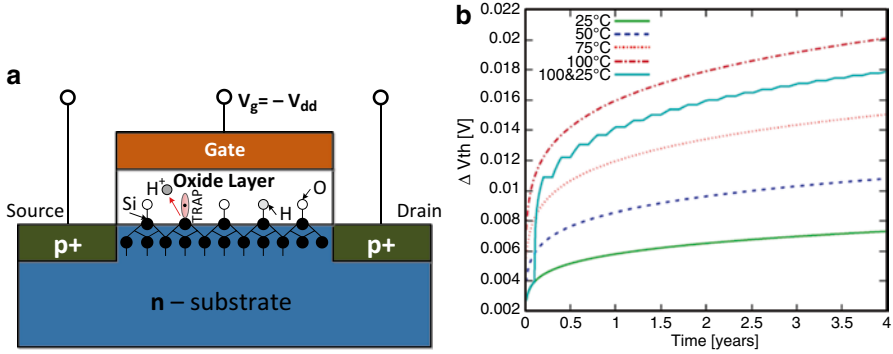 a
V_g = – V_dd
Gate
Oxide Layer
H⁺
TRAP
O
Si
H
Source
Drain
p+
p+
n – substrate
b
25°C
50°C
75°C
100°C
100&25°C
Δ Vth [V]
0.022
0.02
0.018
0.016
0.014
0.012
0.01
0.008
0.006
0.004
0.002
0 0.5 1 1.5 2 2.5 3 3.5 4
Time [years]